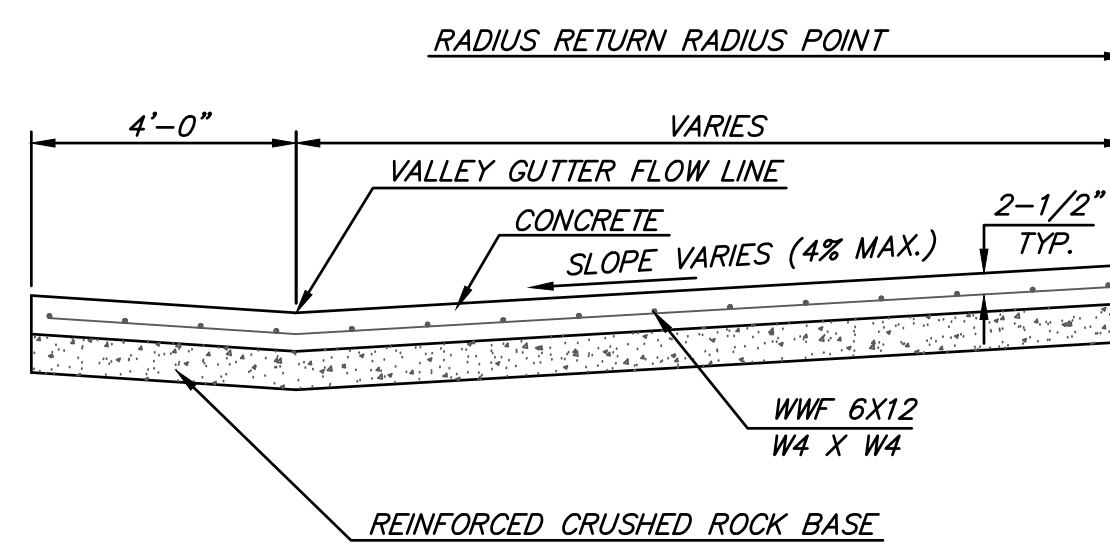 RADIUS RETURN RADIUS POINT
4'-0"
VARIES
VALLEY GUTTER FLOW LINE
CONCRETE
2-1/2"
TYP.
SLOPE VARIES (4% MAX.)
WWF 6X12
W4 X W4
REINFORCED CRUSHED ROCK BASE